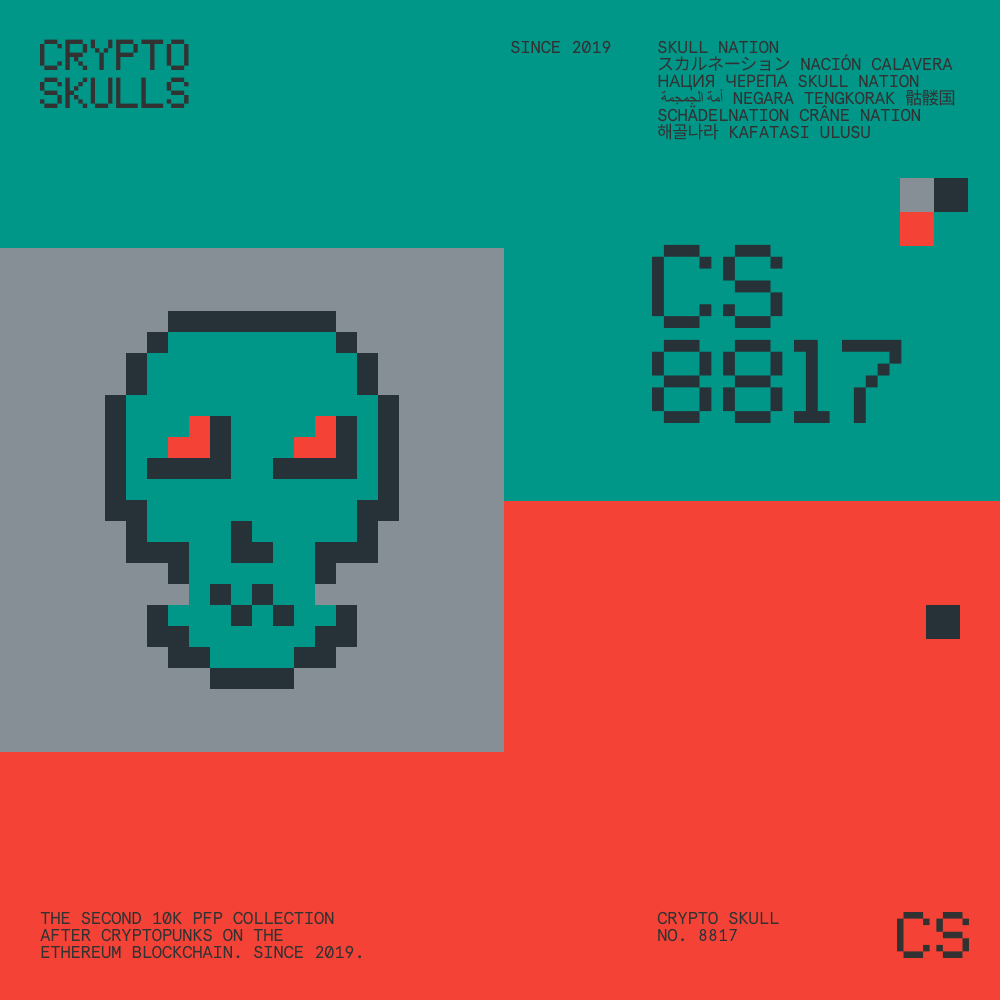 CRYPTO
SKULLS
SINCE 2019
SKULL NATION
スカルネーション NACIÓN CALAVERA
НАЦИЯ ЧЕРЕПА SKULL NATION
أمة الجمجمة NEGARA TENGKORAK 骷髅国
SCHÄDELNATION CRÂNE NATION
해골나라 KAFATASI ULUSU
CS
8817
THE SECOND 10K PFP COLLECTION
AFTER CRYPTOPUNKS ON THE
ETHEREUM BLOCKCHAIN. SINCE 2019.
CRYPTO SKULL
NO. 8817
CS